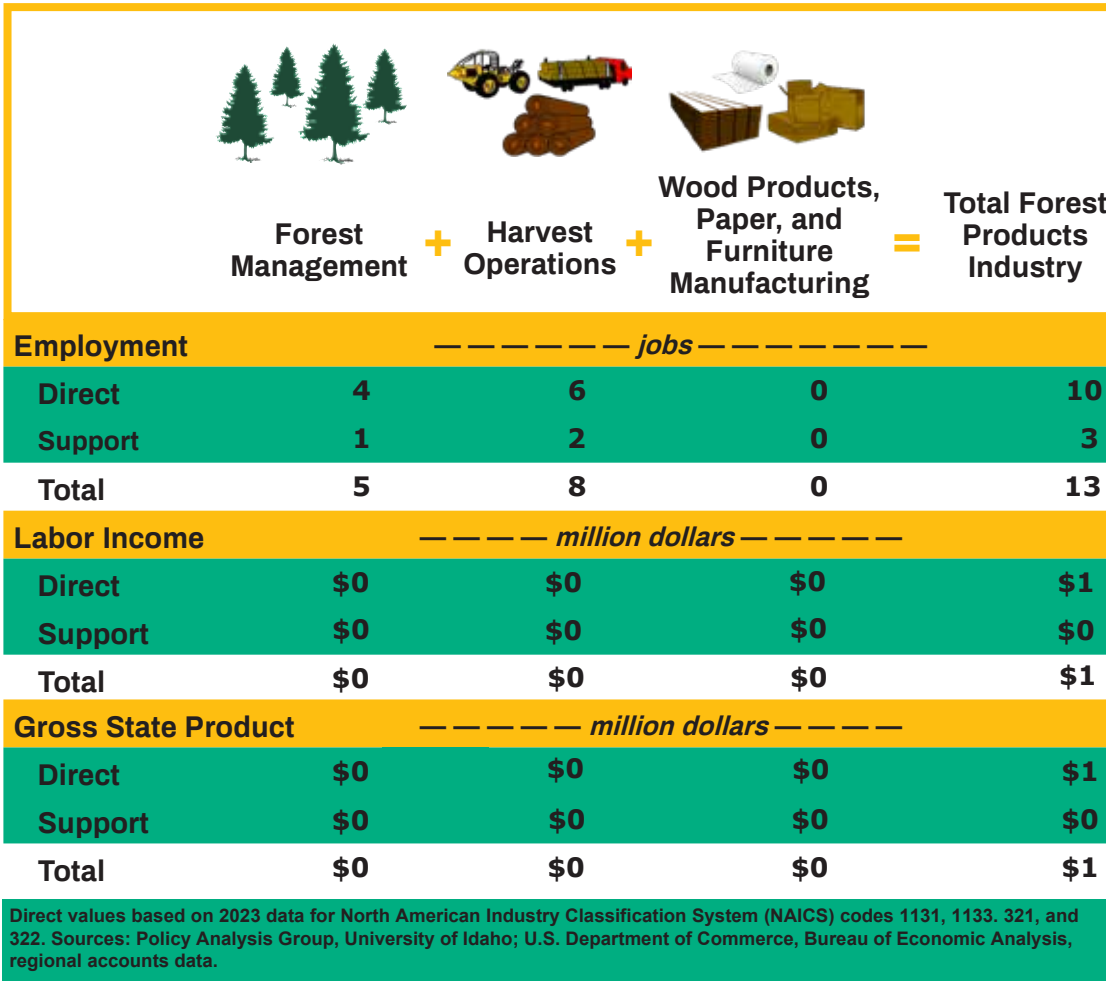 Forest
Management
+
Harvest
Operations
+
Wood Products,
Paper, and
Furniture
Manufacturing
=
Total Forest
Products
Industry
Employment — — — — — — jobs — — — — — — —
Direct 4 6 0 10
Support 1 2 0 3
Total 5 8 0 13
Labor Income — — — — million dollars — — — — —
Direct $0 $0 $0 $1
Support $0 $0 $0 $0
Total $0 $0 $0 $1
Gross State Product — — — — — million dollars — — — —
Direct $0 $0 $0 $1
Support $0 $0 $0 $0
Total $0 $0 $0 $1
Direct values based on 2023 data for North American Industry Classification System (NAICS) codes 1131, 1133. 321, and
322. Sources: Policy Analysis Group, University of Idaho; U.S. Department of Commerce, Bureau of Economic Analysis,
regional accounts data.